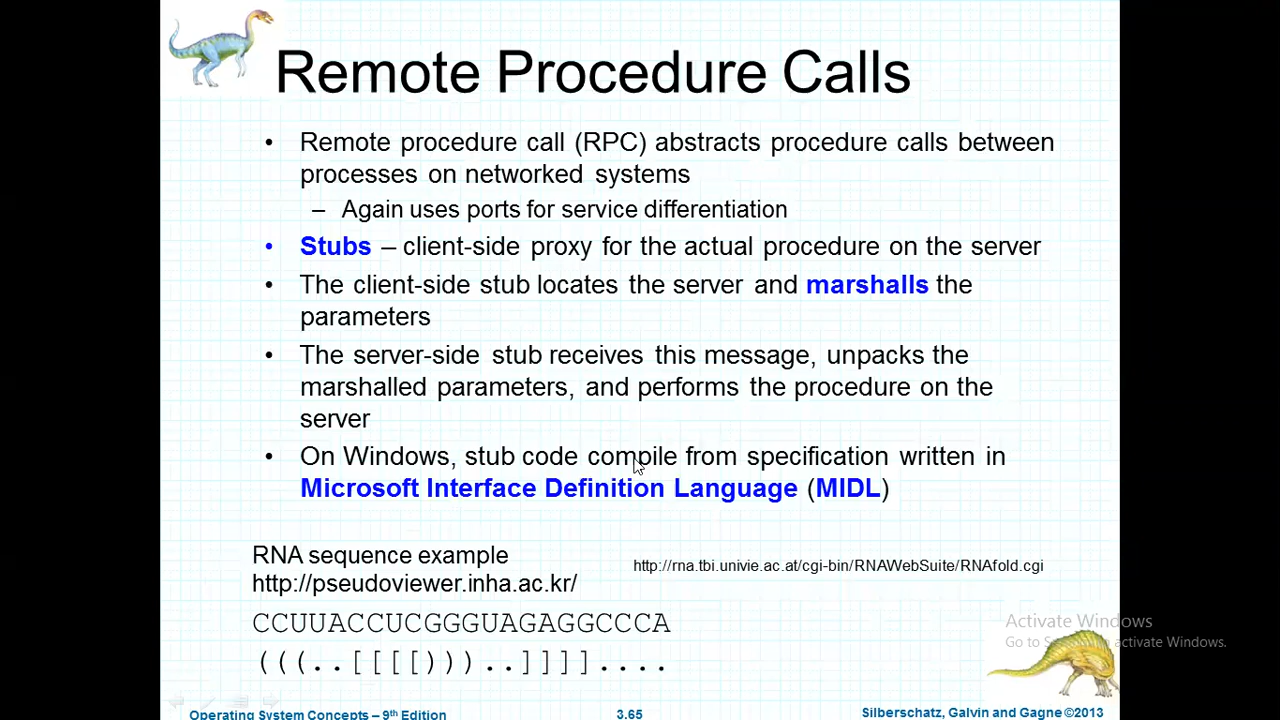 Remote Procedure Calls
• Remote procedure call (RPC) abstracts procedure calls between
processes on networked systems
– Again uses ports for service differentiation
• Stubs – client-side proxy for the actual procedure on the server
• The client-side stub locates the server and marshalls the
parameters
• The server-side stub receives this message, unpacks the
marshalled parameters, and performs the procedure on the
server
• On Windows, stub code compile from specification written in
Microsoft Interface Definition Language (MIDL)
RNA sequence example
http://pseudoviewer.inha.ac.kr/
http://rna.tbi.univie.ac.at/cgi-bin/RNAWebSuite/RNAfold.cgi
CCUUACCUCGGGUAGAGGCCCA
(((..[[[[)))..]]]]....
Activate Windows
Go to activate Windows.
Operating System Concepts – 9th Edition
3.65
Silberschatz, Galvin and Gagne ©2013